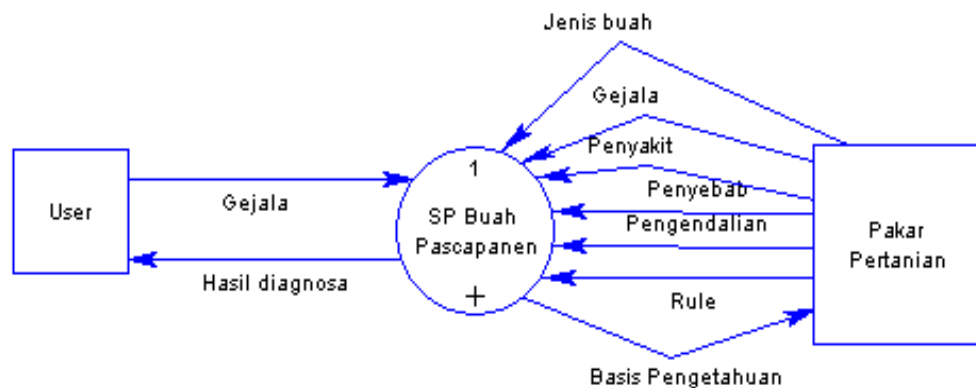 Jenis buah
Gejala
Penyakit
1
Penyebab
User
Gejala
SP Buah
Pascapanen
Pengendalian
Pakar
Pertanian
Hasil diagnosa
Rule
Basis Pengetahuan